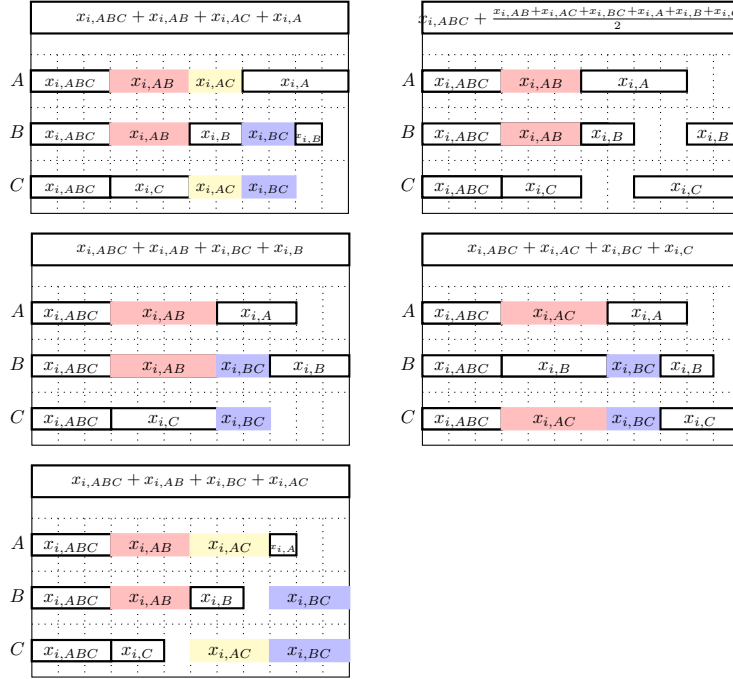 x_{i,ABC} + x_{i,AB} + x_{i,AC} + x_{i,A}
A x_{i,ABC} x_{i,AB} x_{i,AC} x_{i,A}
B x_{i,ABC} x_{i,AB} x_{i,B} x_{i,BC} x_{i,B}
C x_{i,ABC} x_{i,C} x_{i,AC} x_{i,BC}
x_{i,ABC} + \frac{x_{i,AB}+x_{i,AC}+x_{i,BC}+x_{i,A}+x_{i,B}+x_{i,C}}{2}
A x_{i,ABC} x_{i,AB} x_{i,A}
B x_{i,ABC} x_{i,AB} x_{i,B} x_{i,B}
C x_{i,ABC} x_{i,C} x_{i,C}
x_{i,ABC} + x_{i,AB} + x_{i,BC} + x_{i,B}
A x_{i,ABC} x_{i,AB} x_{i,A}
B x_{i,ABC} x_{i,AB} x_{i,BC} x_{i,B}
C x_{i,ABC} x_{i,C} x_{i,BC}
x_{i,ABC} + x_{i,AC} + x_{i,BC} + x_{i,C}
A x_{i,ABC} x_{i,AC} x_{i,A}
B x_{i,ABC} x_{i,B} x_{i,BC} x_{i,B}
C x_{i,ABC} x_{i,AC} x_{i,BC} x_{i,C}
x_{i,ABC} + x_{i,AB} + x_{i,BC} + x_{i,AC}
A x_{i,ABC} x_{i,AB} x_{i,AC} x_{i,A}
B x_{i,ABC} x_{i,AB} x_{i,B} x_{i,BC}
C x_{i,ABC} x_{i,C} x_{i,AC} x_{i,BC}